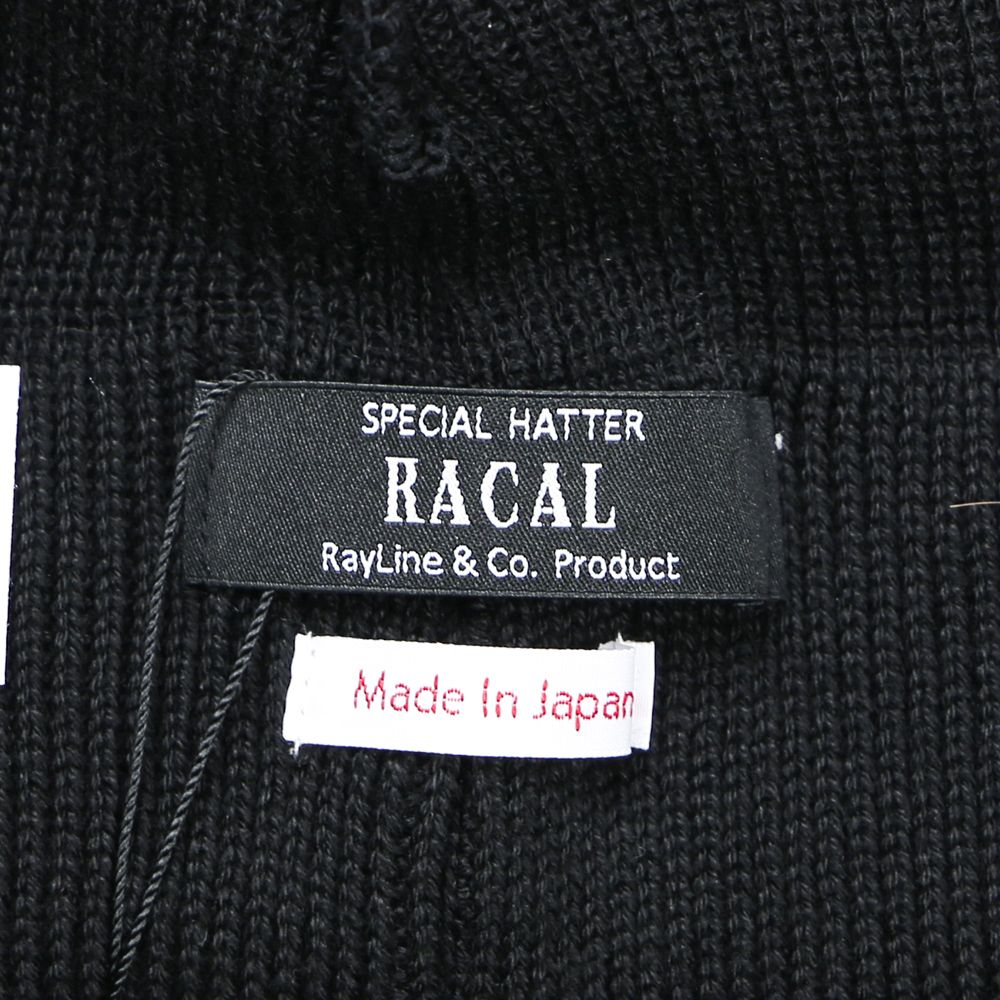 SPECIAL HATTER
RACAL
RayLine & Co. Product
Made In Japan